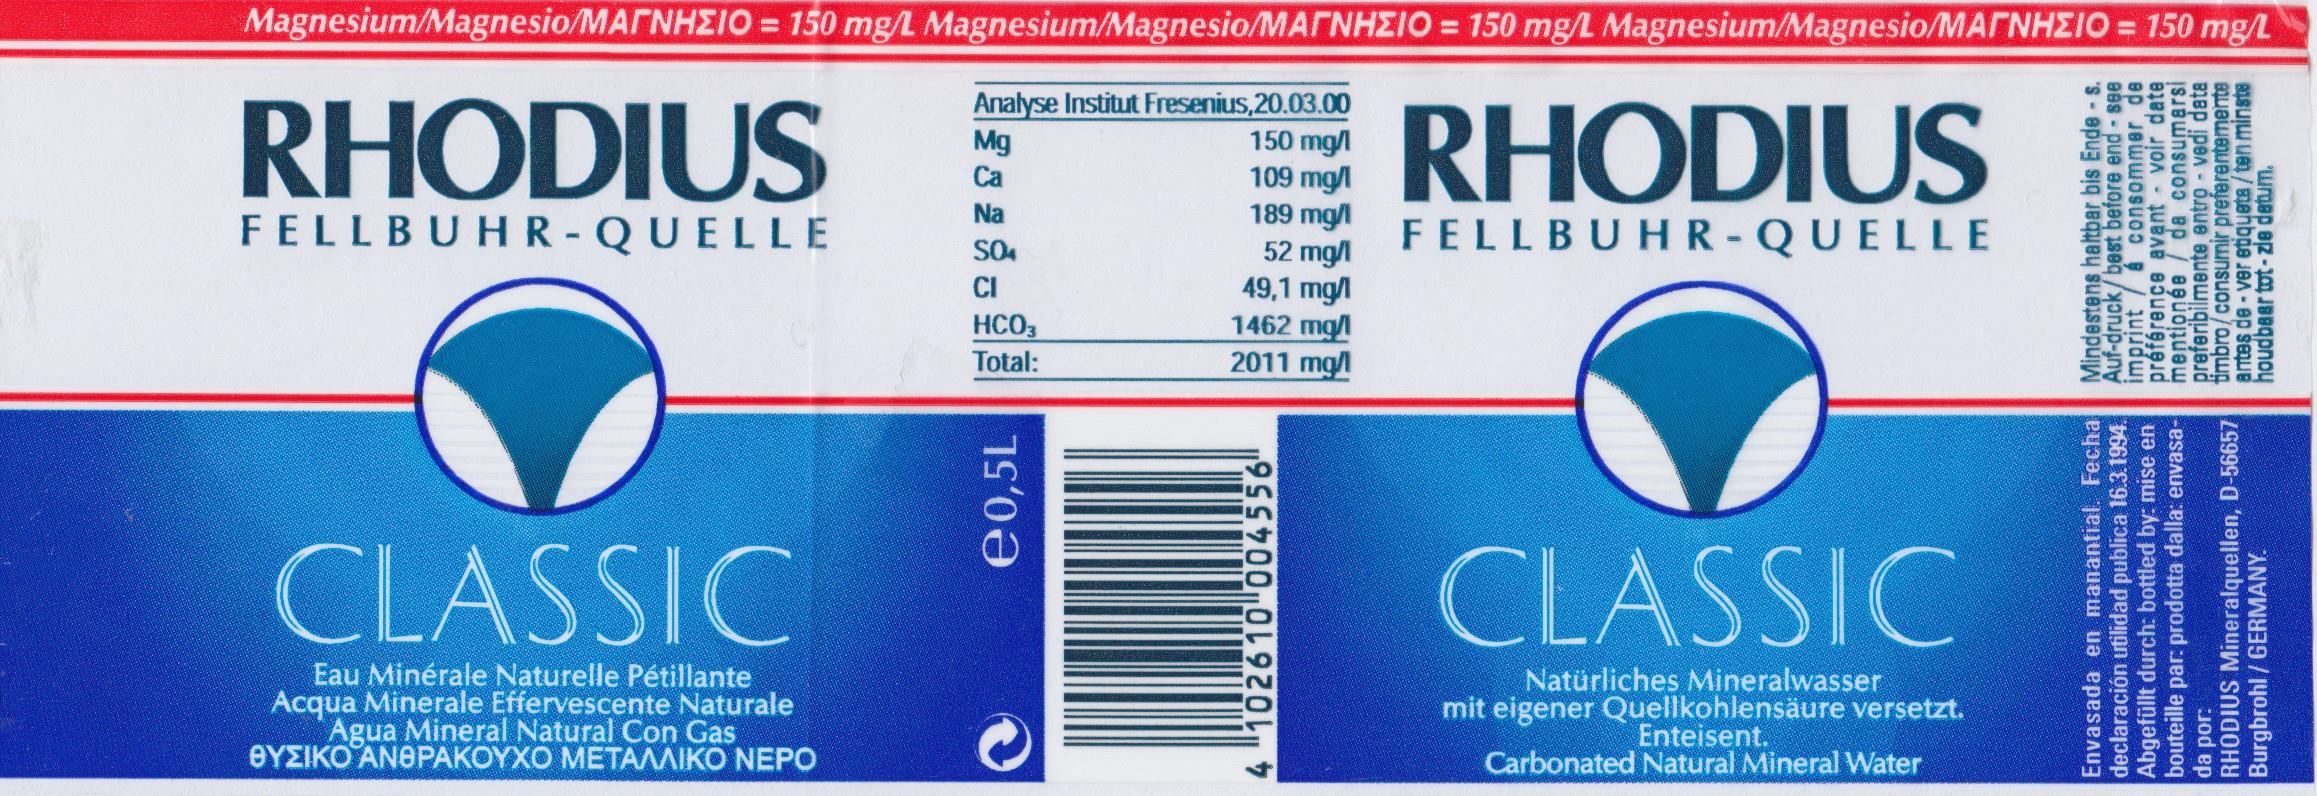 Magnesium/Magnesio/ΜΑΓΝΗΣΙΟ = 150 mg/L Magnesium/Magnesio/ΜΑΓΝΗΣΙΟ = 150 mg/L Magnesium/Magnesio/ΜΑΓΝΗΣΙΟ = 150 mg/L
RHODIUS
FELLBUHR-QUELLE
CLASSIC
Eau Minérale Naturelle Pétillante
Acqua Minerale Effervescente Naturale
Agua Mineral Natural Con Gas
ΘΥΣΙΚΟ ΑΝΘΡΑΚΟΥΧΟ ΜΕΤΑΛΛΙΚΟ ΝΕΡΟ
Analyse Institut Fresenius,20.03.00
Mg 150 mg/l
Ca 109 mg/l
Na 189 mg/l
SO₄ 52 mg/l
Cl 49,1 mg/l
HCO₃ 1462 mg/l
Total: 2011 mg/l
℮0,5L
4 102610 004556
RHODIUS
FELLBUHR-QUELLE
CLASSIC
Natürliches Mineralwasser
mit eigener Quellkohlensäure versetzt.
Enteisent.
Carbonated Natural Mineral Water
Mindestens haltbar bis Ende - s.
Auf-druck/best before end - see
imprint / á consommer de
préférence avant - voir date
mentionée / da consumarsi
preferibilmente entro - vedi data
timbro/consumir preferentemente
antes de - ver etiqueta/ten minste
houdbaar tot - zie datum.
Envasada en manantial. Fecha
declaración utilidad publica 16.3.1994.
Abgefüllt durch: bottled by: mise en
bouteille par: prodotta dalla: envasa-
da por:
RHODIUS Mineralquellen, D-56657
Burgbrohl / GERMANY.